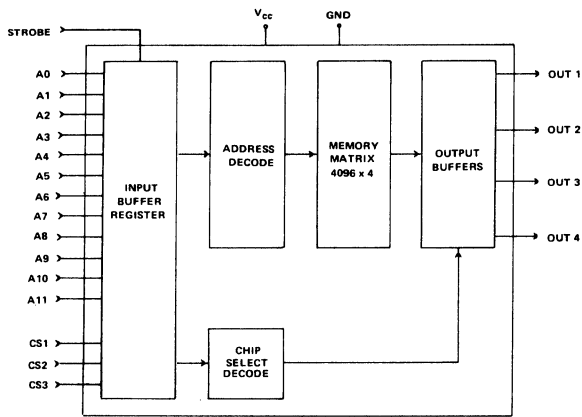 V_CC
GND
STROBE
A0
A1
A2
A3
A4
A5
A6
A7
A8
A9
A10
A11
CS1
CS2
CS3
INPUT
BUFFER
REGISTER
ADDRESS
DECODE
MEMORY
MATRIX
4096 x 4
OUTPUT
BUFFERS
CHIP
SELECT
DECODE
OUT 1
OUT 2
OUT 3
OUT 4